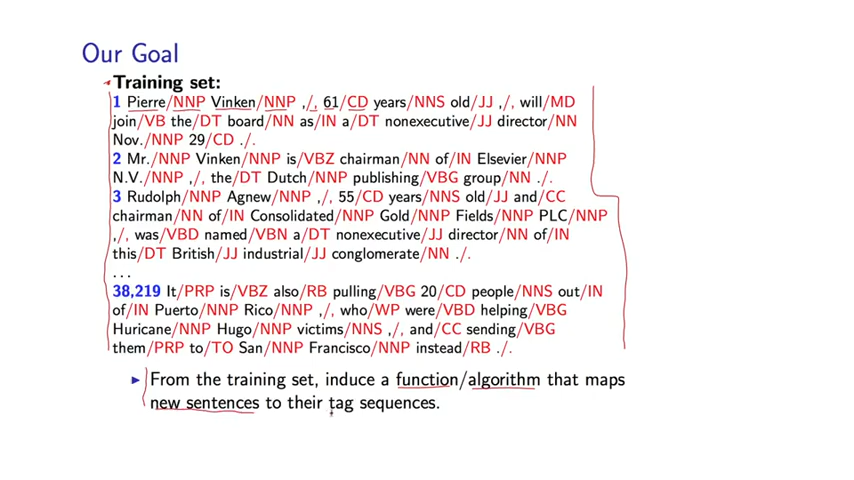 Our Goal
Training set:
1 Pierre/NNP Vinken/NNP ,/, 61/CD years/NNS old/JJ ,/, will/MD
join/VB the/DT board/NN as/IN a/DT nonexecutive/JJ director/NN
Nov./NNP 29/CD ./.
2 Mr./NNP Vinken/NNP is/VBZ chairman/NN of/IN Elsevier/NNP
N.V./NNP ,/, the/DT Dutch/NNP publishing/VBG group/NN ./.
3 Rudolph/NNP Agnew/NNP ,/, 55/CD years/NNS old/JJ and/CC
chairman/NN of/IN Consolidated/NNP Gold/NNP Fields/NNP PLC/NNP
,/, was/VBD named/VBN a/DT nonexecutive/JJ director/NN of/IN
this/DT British/JJ industrial/JJ conglomerate/NN ./.
...
38,219 It/PRP is/VBZ also/RB pulling/VBG 20/CD people/NNS out/IN
of/IN Puerto/NNP Rico/NNP ,/, who/WP were/VBD helping/VBG
Huricane/NNP Hugo/NNP victims/NNS ,/, and/CC sending/VBG
them/PRP to/TO San/NNP Francisco/NNP instead/RB ./.
From the training set, induce a function/algorithm that maps
new sentences to their tag sequences.